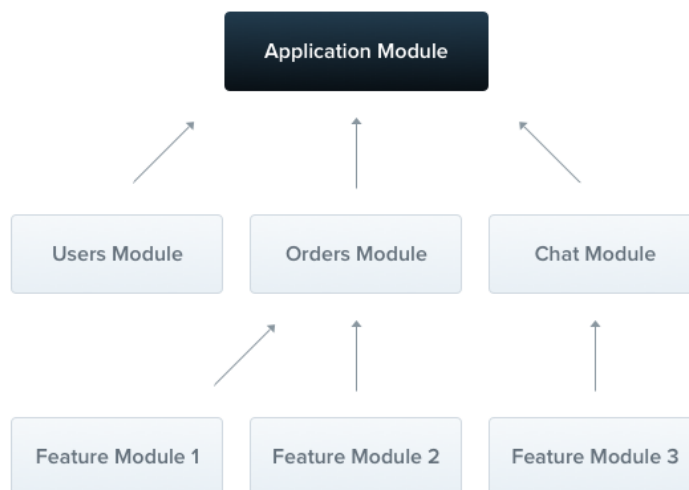 Application Module
Users Module
Orders Module
Chat Module
Feature Module 1
Feature Module 2
Feature Module 3